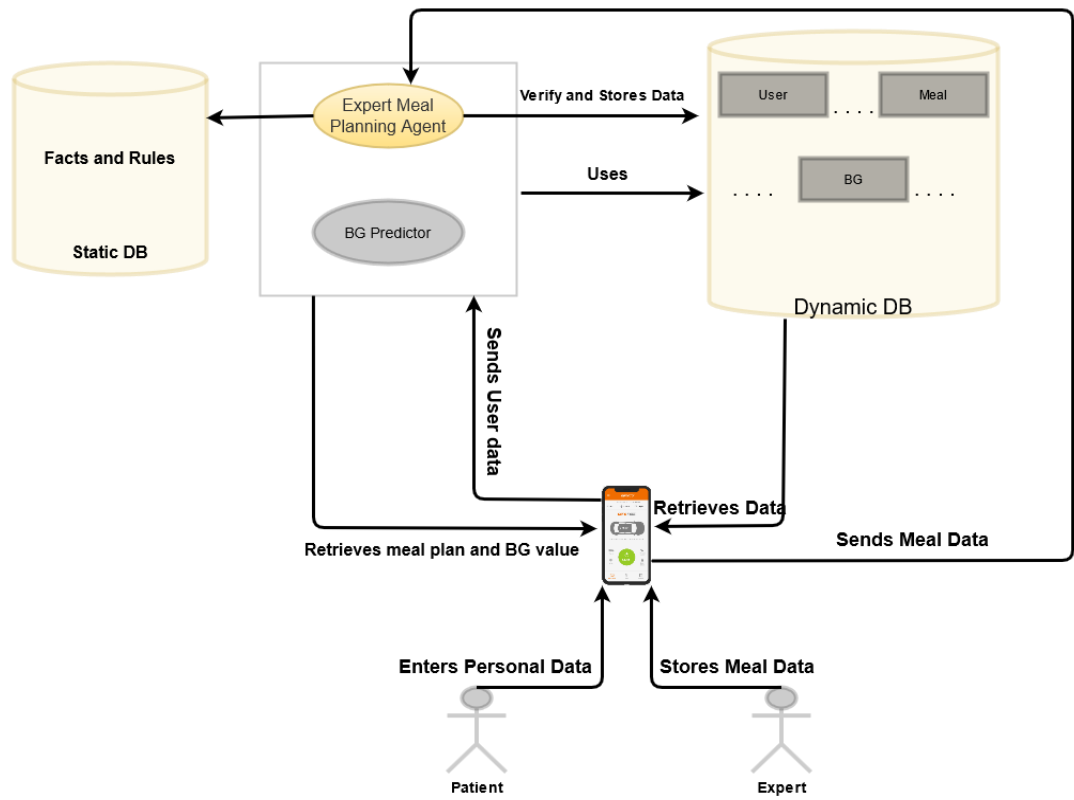 Expert Meal
Planning Agent
Verify and Stores Data
User
. . . .
Meal
Facts and Rules
Uses
. . . .
BG
. . . .
BG Predictor
Static DB
Dynamic DB
Sends User data
Retrieves Data
Retrieves meal plan and BG value
Sends Meal Data
Enters Personal Data
Stores Meal Data
Patient
Expert